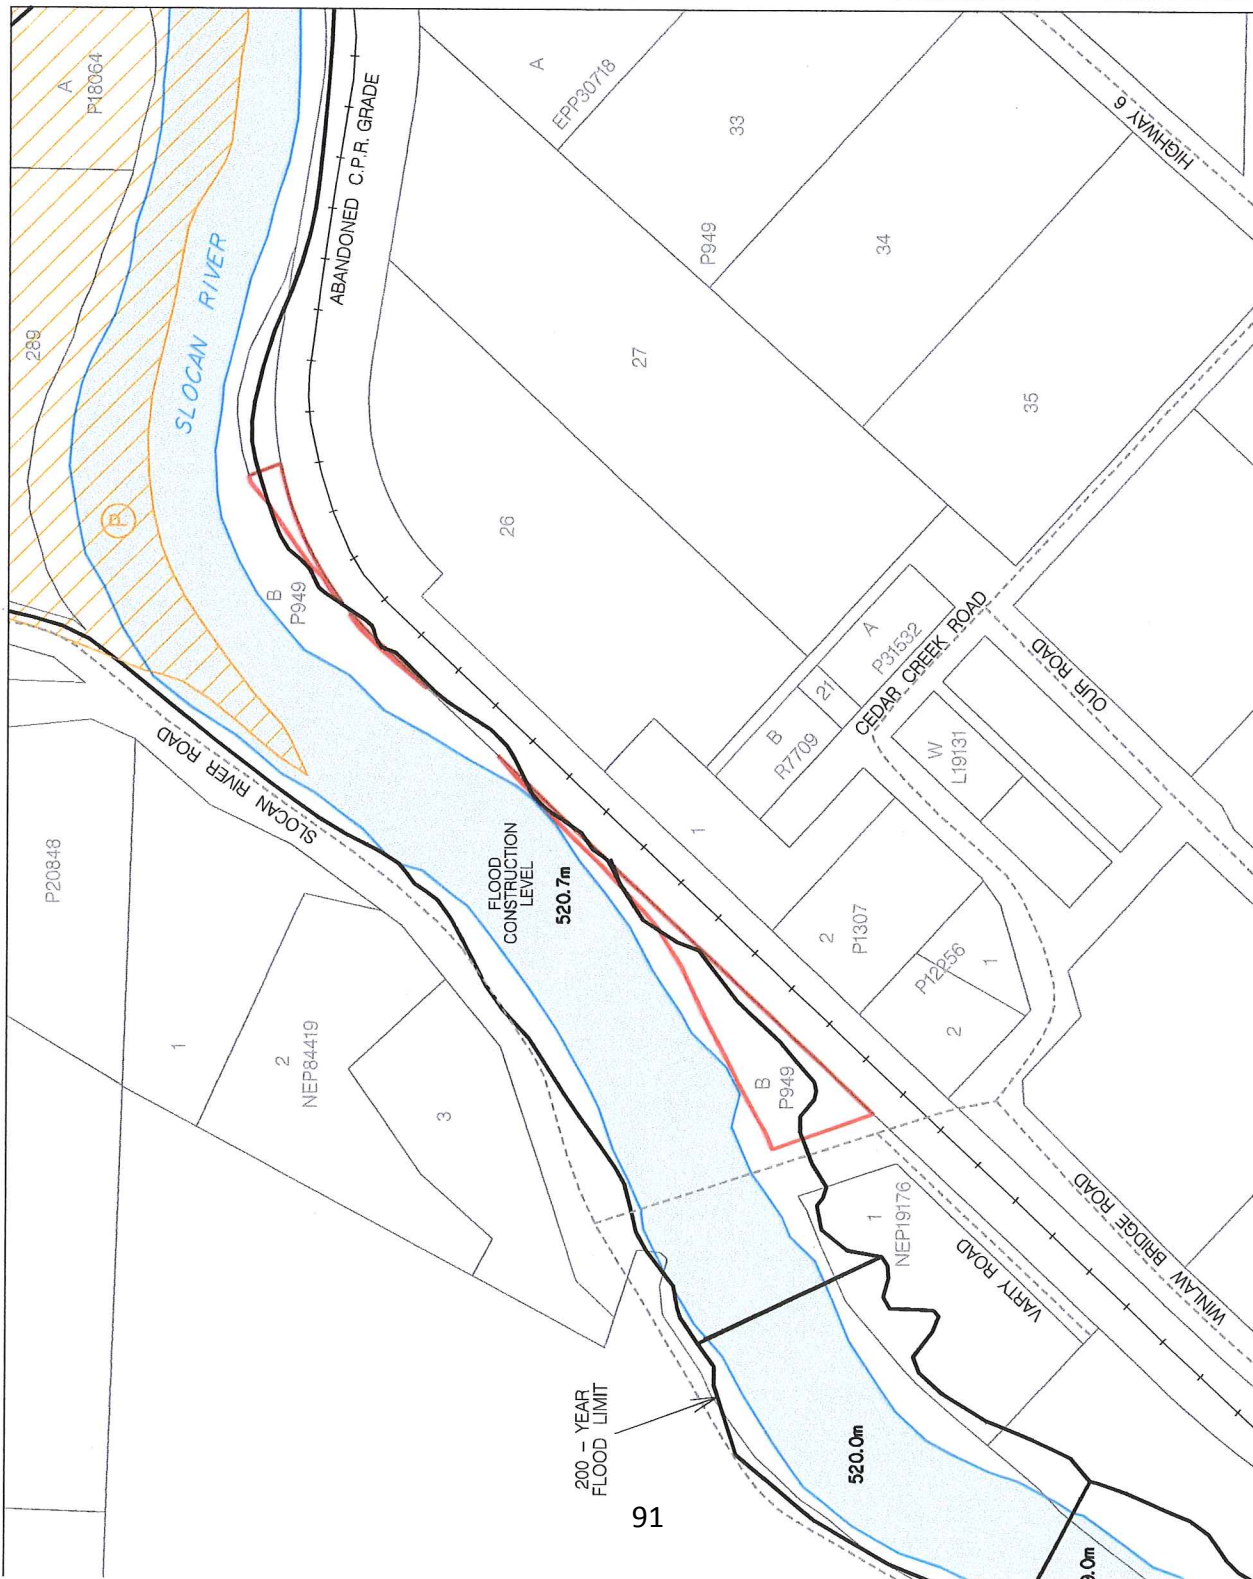 A
P18064
289
SLOCAN RIVER
ABANDONED C.P.R. GRADE
A
EPP30718
33
P949
34
HIGHWAY 6
27
35
26
P
B
P949
A
P31532
21
B
R7709
CEDAR CREEK ROAD
OUR ROAD
W
L19131
1
SLOCAN RIVER ROAD
P20848
FLOOD
CONSTRUCTION
LEVEL
520.7m
2
P1307
P12256
1
2
1
2
NEP84419
3
B
P949
1
NEP19176
VARTY ROAD
WINLAW BRIDGE ROAD
200 - YEAR
FLOOD LIMIT
520.0m
.0m
91